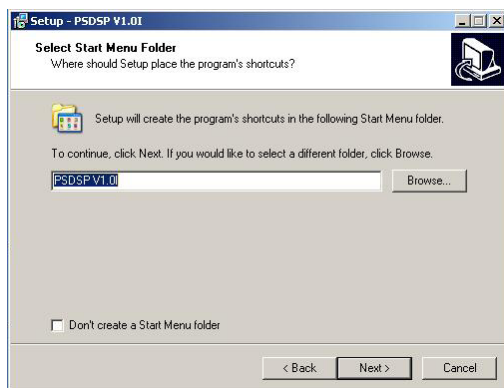 Setup - PSDSP V1.0I
Select Start Menu Folder
Where should Setup place the program's shortcuts?
Setup will create the program's shortcuts in the following Start Menu folder.
To continue, click Next. If you would like to select a different folder, click Browse.
PSDSP V1.0I
Browse...
Don't create a Start Menu folder
< Back
Next >
Cancel